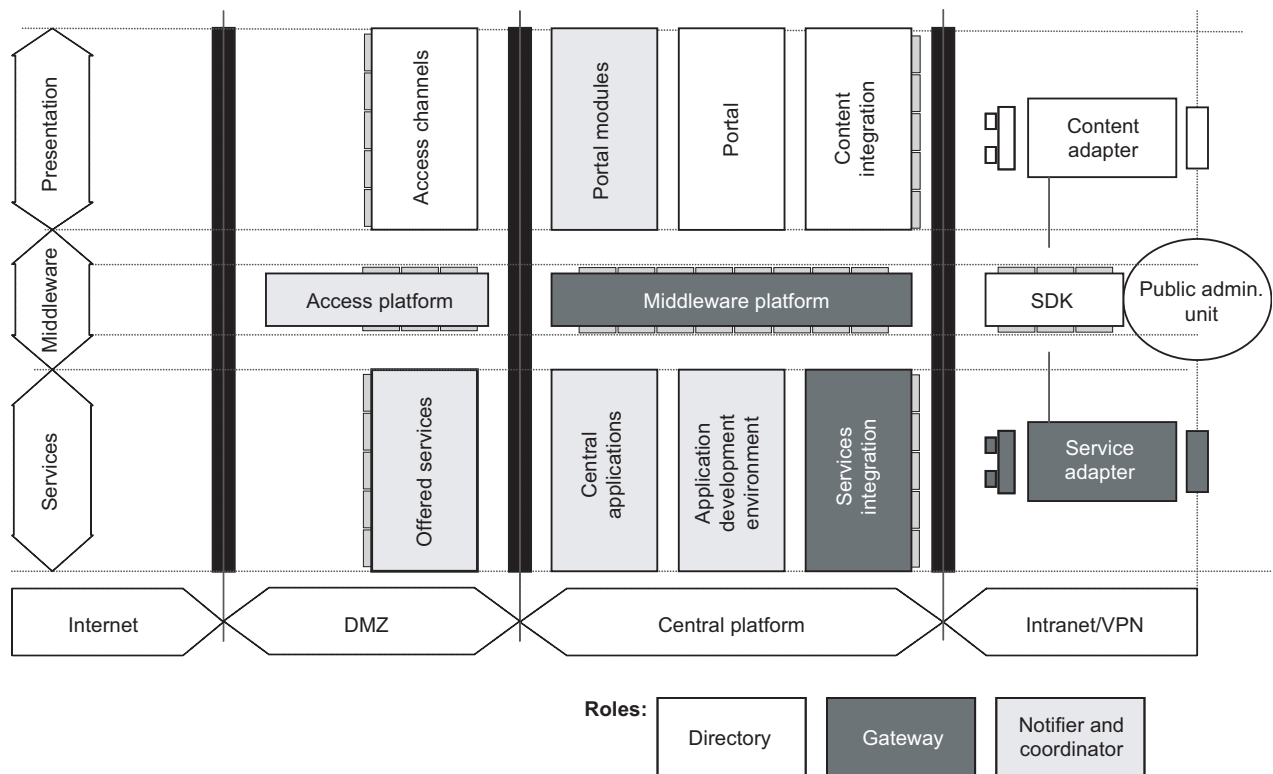 Presentation
Access channels
Portal modules
Portal
Content
integration
Content
adapter
Middleware
Access platform
Middleware platform
SDK
Public admin.
unit
Services
Offered services
Central
applications
Application
development
environment
Services
integration
Service
adapter
Internet
DMZ
Central platform
Intranet/VPN
Roles:
Directory
Gateway
Notifier and
coordinator